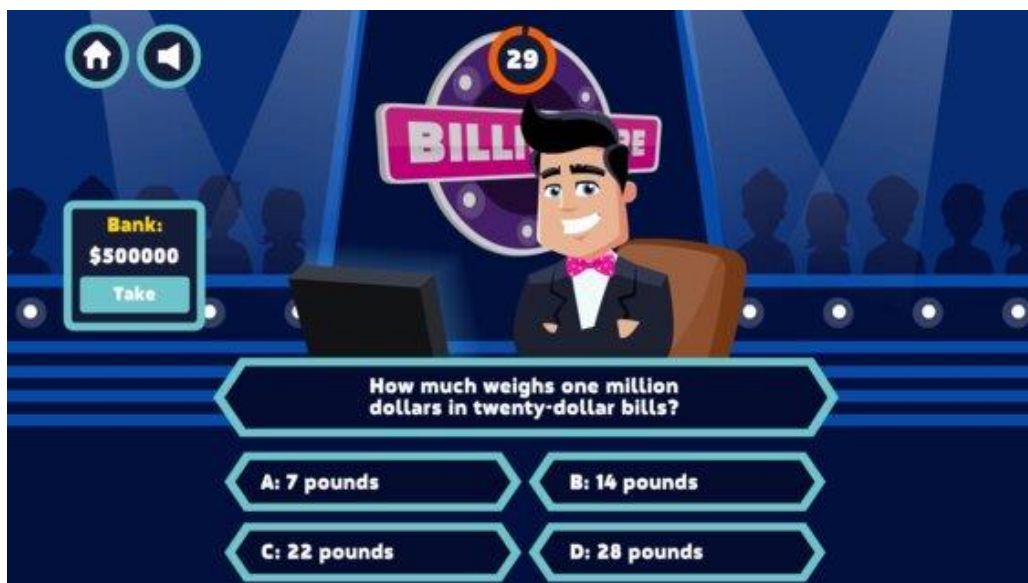 29
Bank:
$500000
Take
How much weighs one million
dollars in twenty-dollar bills?
A: 7 pounds
B: 14 pounds
C: 22 pounds
D: 28 pounds